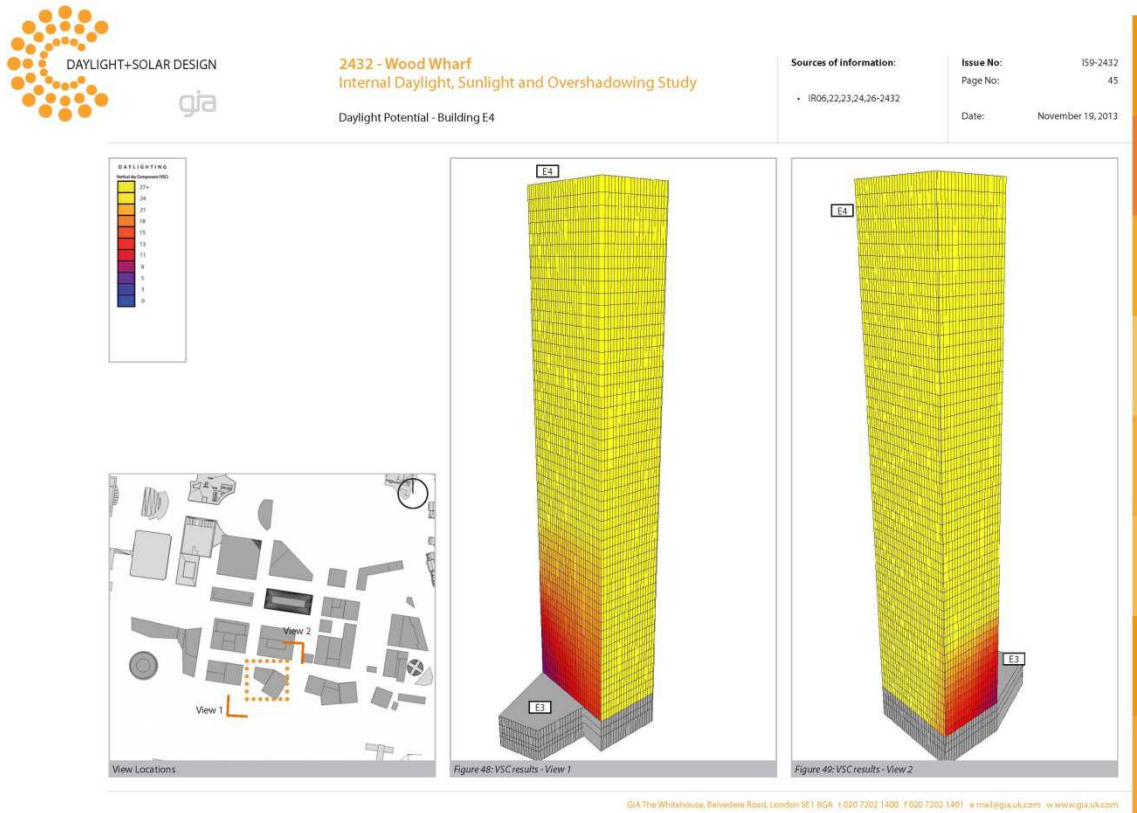 DAYLIGHT+SOLAR DESIGN
gia
2432 - Wood Wharf
Internal Daylight, Sunlight and Overshadowing Study
Daylight Potential - Building E4
Sources of information:
• IR06,22,23,24,26-2432
Issue No: IS9-2432
Page No: 45
Date: November 19, 2013
DAYLIGHTING
Vertical sky Component (VSC)
27+
24
21
18
15
13
11
8
5
3
0
View 2
View 1
View Locations
E4
E3
Figure 48: VSC results - View 1
E4
E3
Figure 49: VSC results - View 2
GIA The Whitehouse, Belvedere Road, London SE1 8GA t 020 7202 1400 f 020 7202 1401 e mail@gia.uk.com w www.gia.uk.com